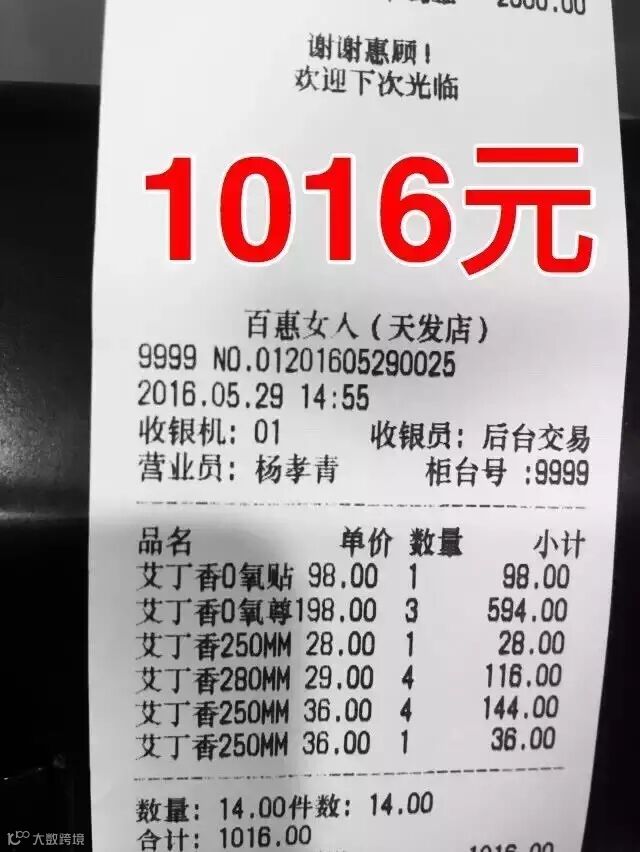 2000.00
谢谢惠顾!
欢迎下次光临
1016元
百惠女人(天发店)
9999 NO.01201605290025
2016.05.29 14:55
收银机: 01 收银员: 后台交易
营业员: 杨孝青 柜台号 :9999
品名 单价 数量 小计
艾丁香O氧贴 98.00 1 98.00
艾丁香O氧尊198.00 3 594.00
艾丁香250MM 28.00 1 28.00
艾丁香280MM 29.00 4 116.00
艾丁香250MM 36.00 4 144.00
艾丁香250MM 36.00 1 36.00
数量: 14.00件数: 14.00
合计: 1016.00
1016.00
大数跨境